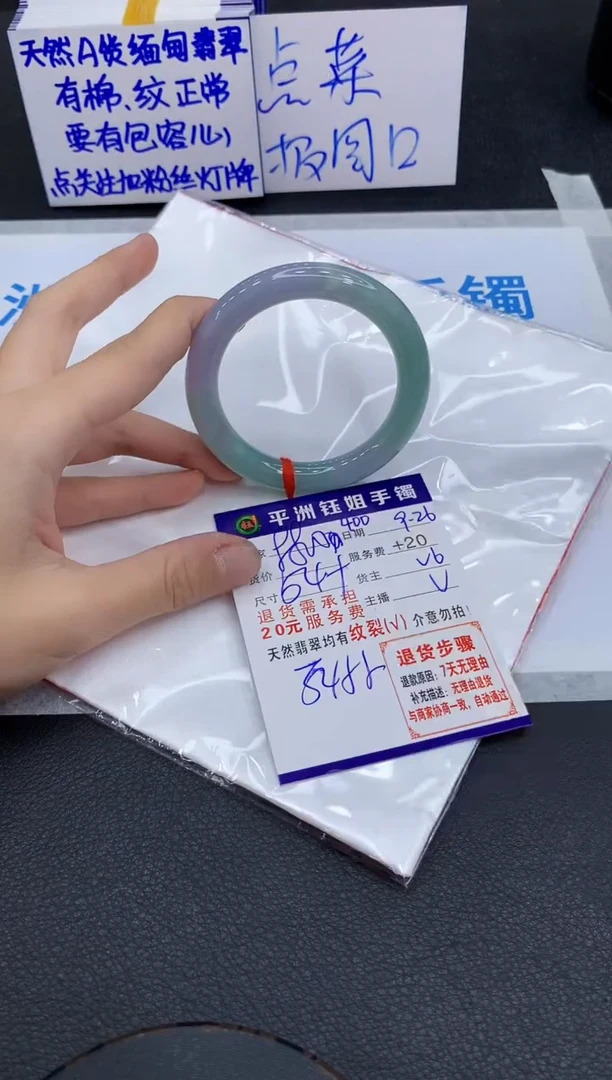 天然A货缅甸翡翠
有棉、纹正常
要有包容心
点关注加粉丝灯牌
点菜
报圈口
手镯
平洲钰姐手镯
400 日期 9-26
货价 服务费 +20
尺寸 54 货主 v6
退货需承担 主播 V
20元服务费
天然翡翠均有纹裂(V) 介意勿拍!
退货步骤
退款原因:7天无理由
补充描述:无理由退货
与商家协商一致,自动通过